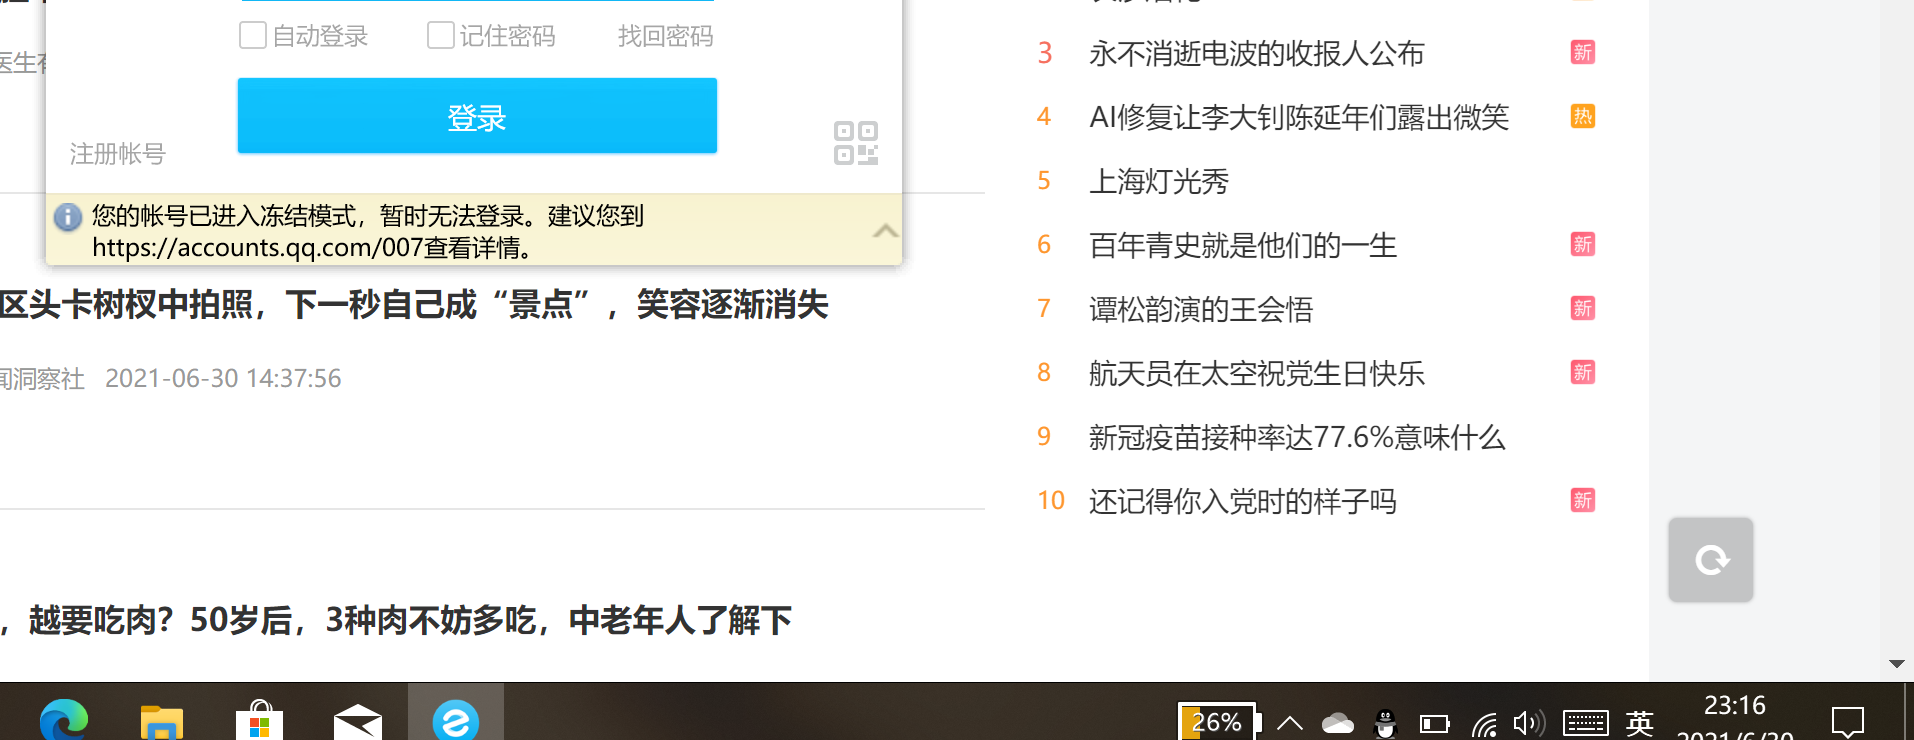 自动登录 记住密码 找回密码
登录
注册帐号
您的帐号已进入冻结模式，暂时无法登录。建议您到
https://accounts.qq.com/007查看详情。
医生有
区头卡树杈中拍照，下一秒自己成“景点”，笑容逐渐消失
闻洞察社 2021-06-30 14:37:56
，越要吃肉？50岁后，3种肉不妨多吃，中老年人了解下
3 永不消逝电波的收报人公布 新
4 AI修复让李大钊陈延年们露出微笑 热
5 上海灯光秀
6 百年青史就是他们的一生 新
7 谭松韵演的王会悟 新
8 航天员在太空祝党生日快乐 新
9 新冠疫苗接种率达77.6%意味什么
10 还记得你入党时的样子吗 新
26% 英 23:16
2021/6/30